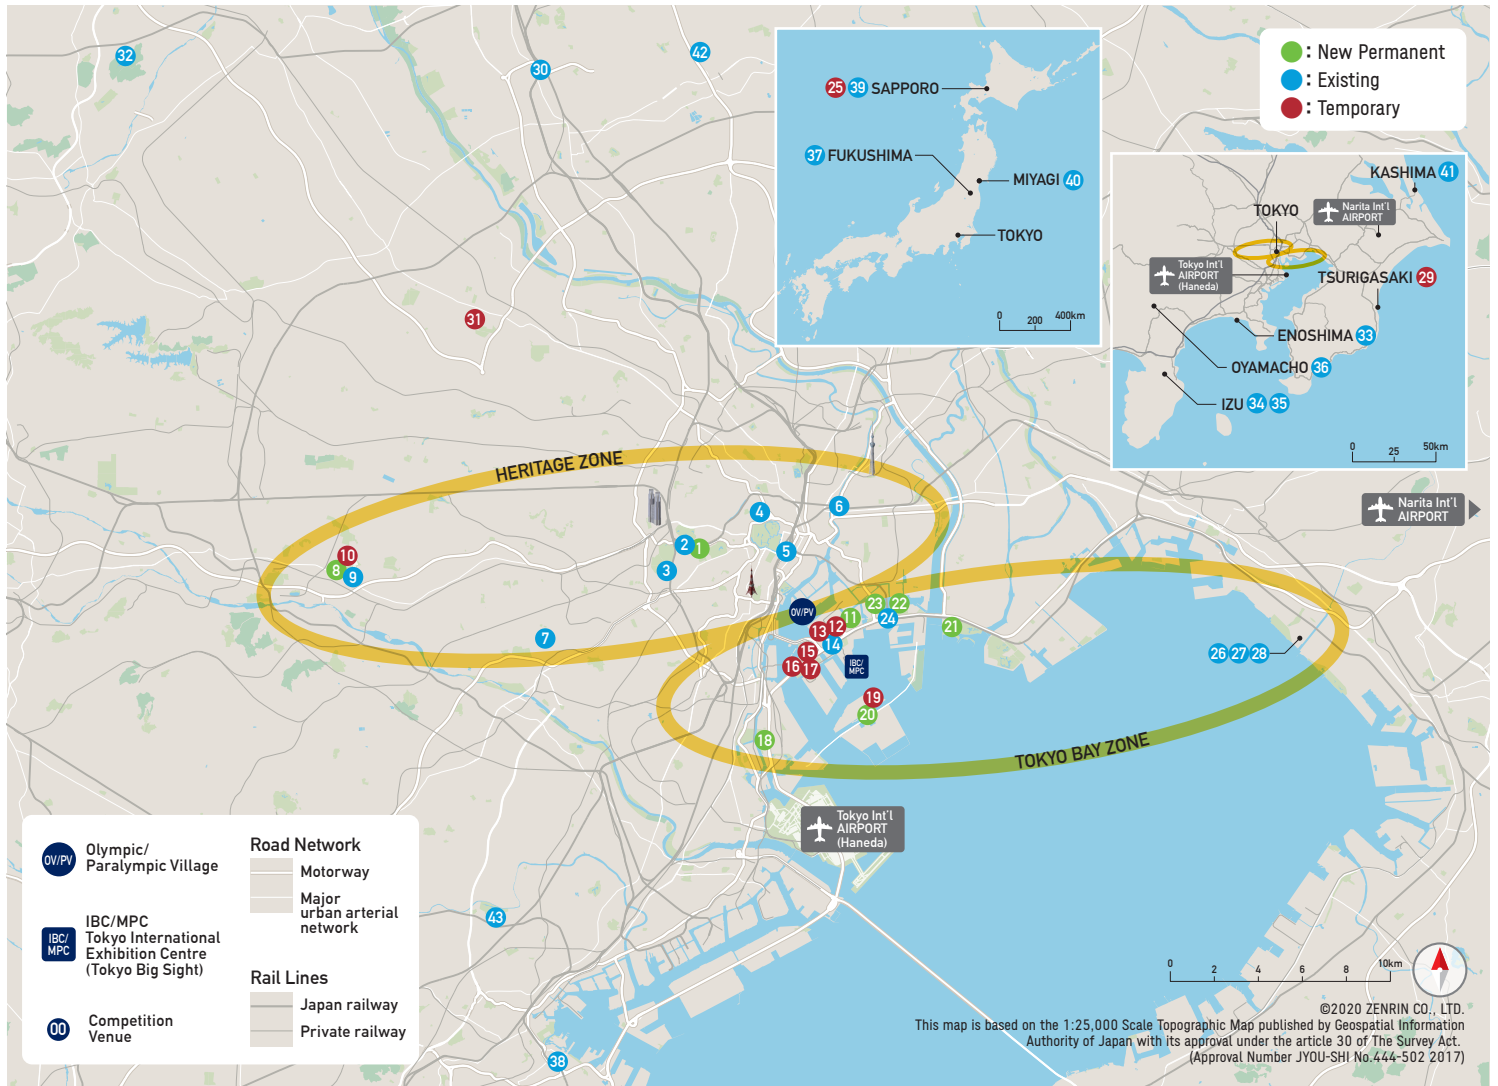 32
30
42
25 39 SAPPORO
37 FUKUSHIMA
MIYAGI 40
TOKYO
0 200 400km
: New Permanent
: Existing
: Temporary
KASHIMA 41
TOKYO
Narita Int'l
AIRPORT
Tokyo Int'l
AIRPORT
(Haneda)
TSURIGASAKI 29
ENOSHIMA 33
OYAMACHO 36
IZU 34 35
0 25 50km
31
HERITAGE ZONE
4
6
Narita Int'l
AIRPORT
2 1
5
3
10
8 9
7
OV/PV
23 22
11 24
13 12
14
21
15
16 17
IBC/
MPC
26 27 28
19
20
18
TOKYO BAY ZONE
Tokyo Int'l
AIRPORT
(Haneda)
43
38
OV/PV
Olympic/
Paralympic Village
IBC/
MPC
IBC/MPC
Tokyo International
Exhibition Centre
(Tokyo Big Sight)
00
Competition
Venue
Road Network
Motorway
Major
urban arterial
network
Rail Lines
Japan railway
Private railway
0 2 4 6 8 10km
©2020 ZENRIN CO., LTD.
This map is based on the 1:25,000 Scale Topographic Map published by Geospatial Information
Authority of Japan with its approval under the article 30 of The Survey Act.
(Approval Number JYOU-SHI No.444-502 2017)